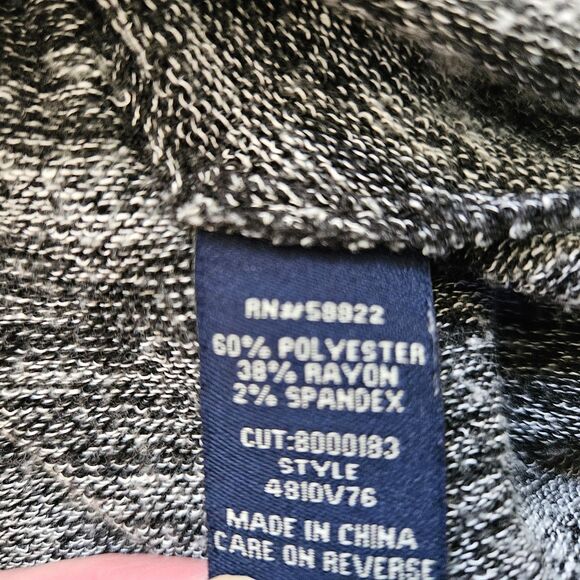 RN#58822
60% POLYESTER
38% RAYON
2% SPANDEX
CUT:8000183
STYLE
4810V76
MADE IN CHINA
CARE ON REVERSE